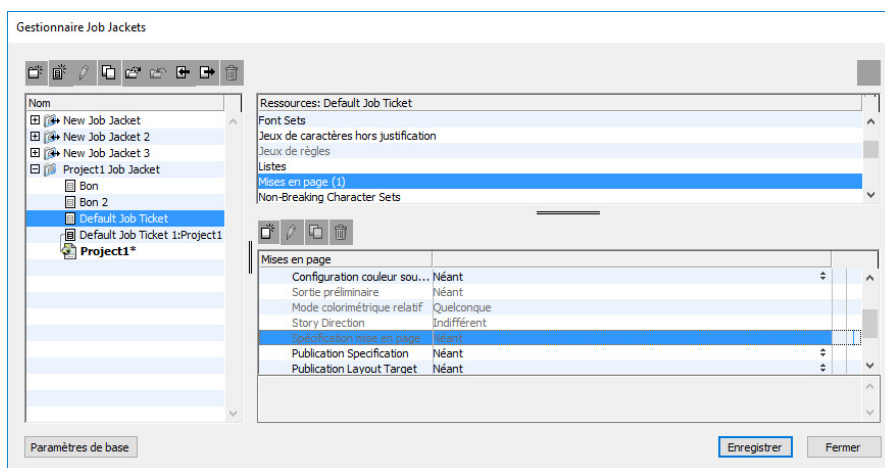 Gestionnaire Job Jackets
Nom
New Job Jacket
New Job Jacket 2
New Job Jacket 3
Project1 Job Jacket
Bon
Bon 2
Default Job Ticket
Default Job Ticket 1:Project1
Project1*
Ressources: Default Job Ticket
Font Sets
Jeux de caractères hors justification
Jeux de règles
Listes
Mises en page (1)
Non-Breaking Character Sets
Mises en page
Configuration couleur sou... Néant
Sortie préliminaire Néant
Mode colorimétrique relatif Quelconque
Story Direction Indifférent
Spécification mise en page Néant
Publication Specification Néant
Publication Layout Target Néant
Paramètres de base
Enregistrer
Fermer